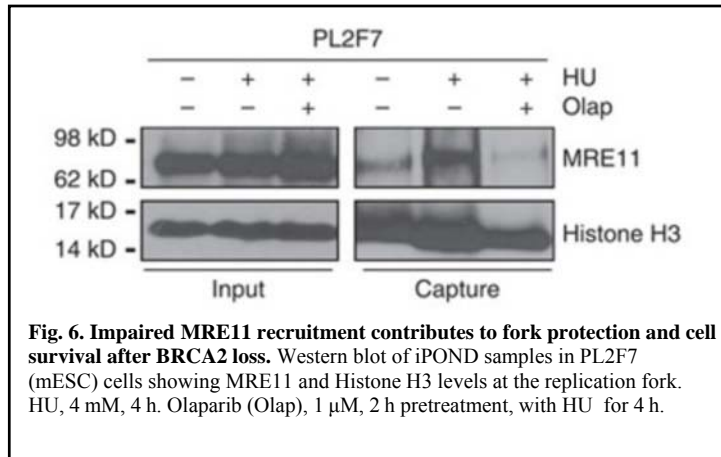 PL2F7
– + + – + + HU
– – + – – + Olap
98 kD -
62 kD -
MRE11
17 kD -
14 kD -
Histone H3
Input Capture
Fig. 6. Impaired MRE11 recruitment contributes to fork protection and cell
survival after BRCA2 loss. Western blot of iPOND samples in PL2F7
(mESC) cells showing MRE11 and Histone H3 levels at the replication fork.
HU, 4 mM, 4 h. Olaparib (Olap), 1 μM, 2 h pretreatment, with HU for 4 h.